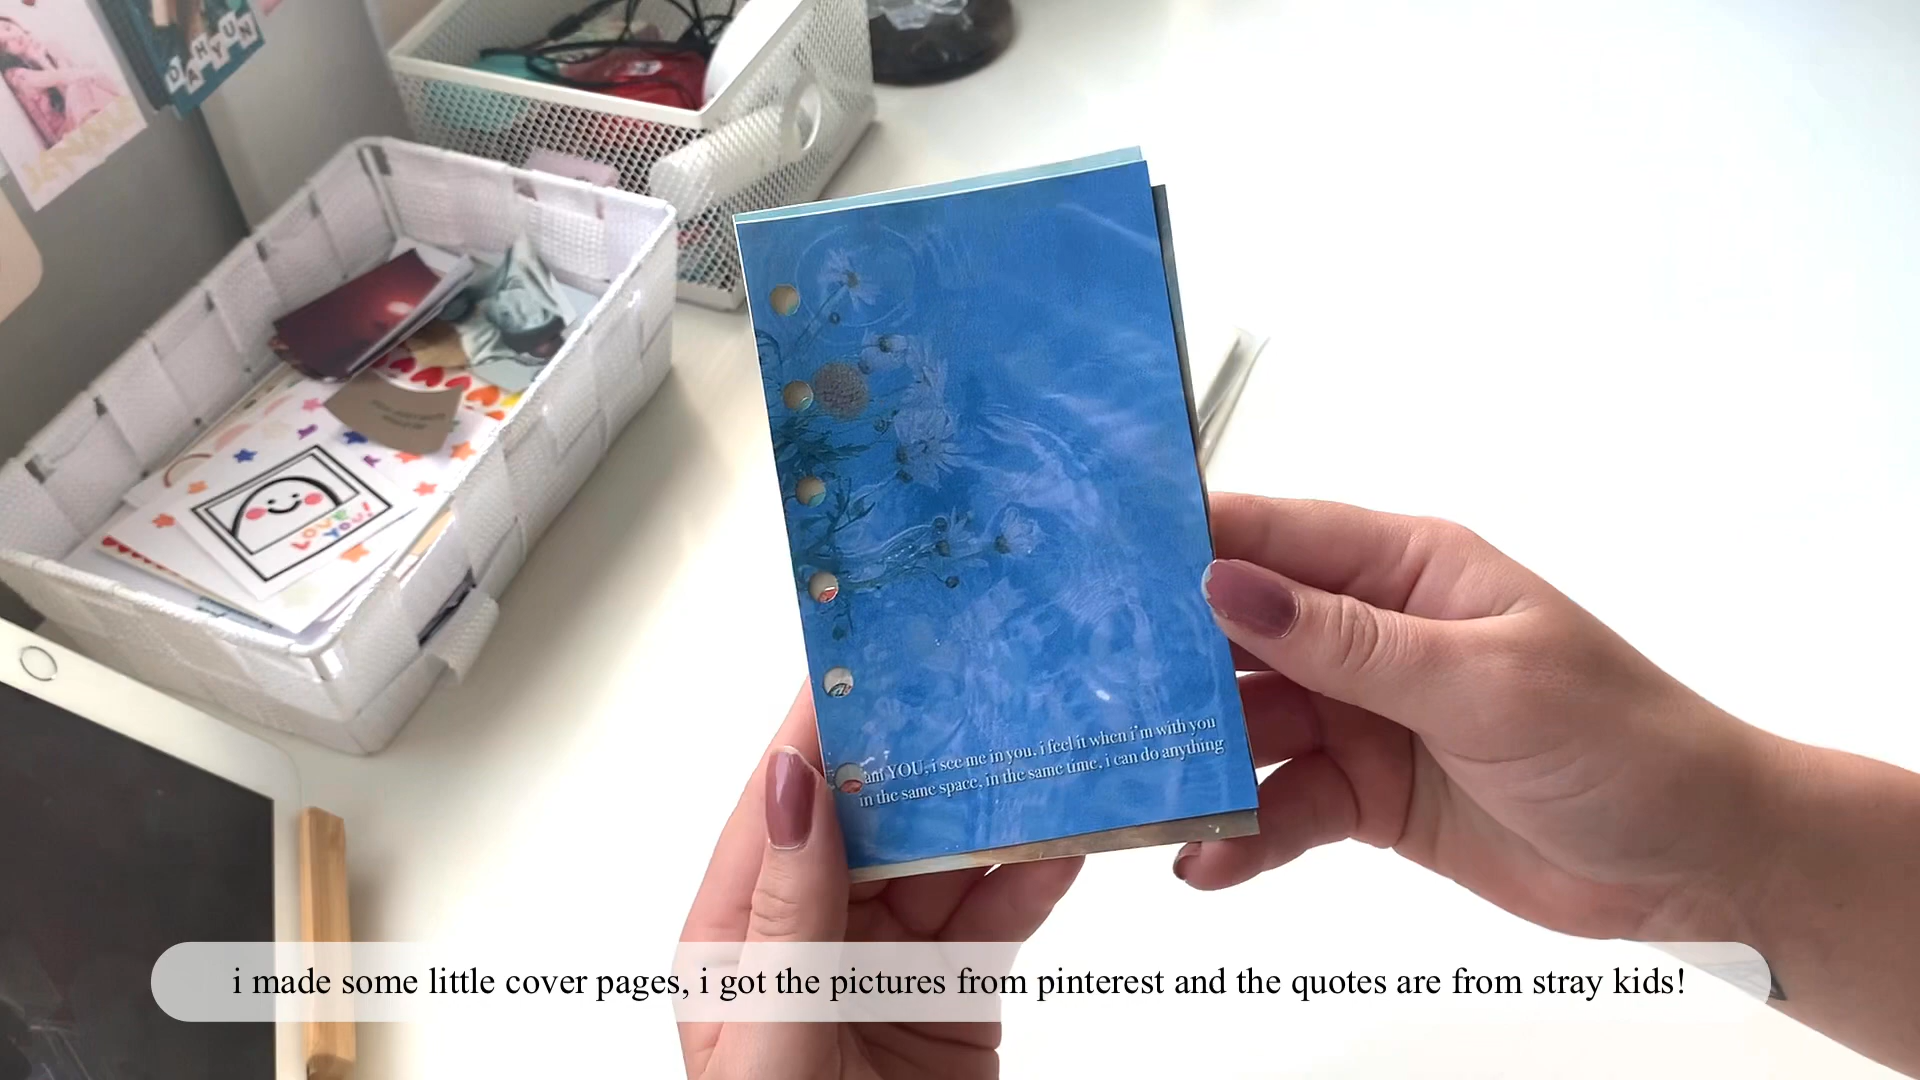 DAHYUN
JENNIE
LOVE
YOU!
am YOU, i see me in you, i feel it when i'm with you
in the same space, in the same time, i can do anything
i made some little cover pages, i got the pictures from pinterest and the quotes are from stray kids!